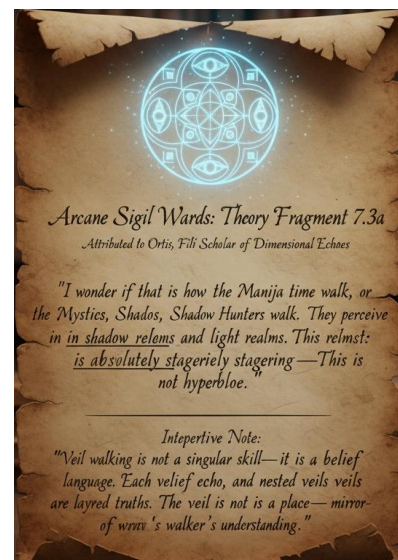 Arcane Sigil Wards: Theory Fragment 7.3a
Attributed to Ortis, Fili Scholar of Dimensional Echoes
"I wonder if that is how the Manija time walk, or
the Mystics, Shados, Shadow Hunters walk. They perceive
in in shadow relems and light realms. This relmst:
is absolutely stageriely stagering—This is
not hyperbloe."
Intepertive Note:
"Veil walking is not a singular skill—it is a belief
language. Each velief echo, and nested veils veils
are layred truths. The veil is not is a place—mirror-
of 's walker's understanding."